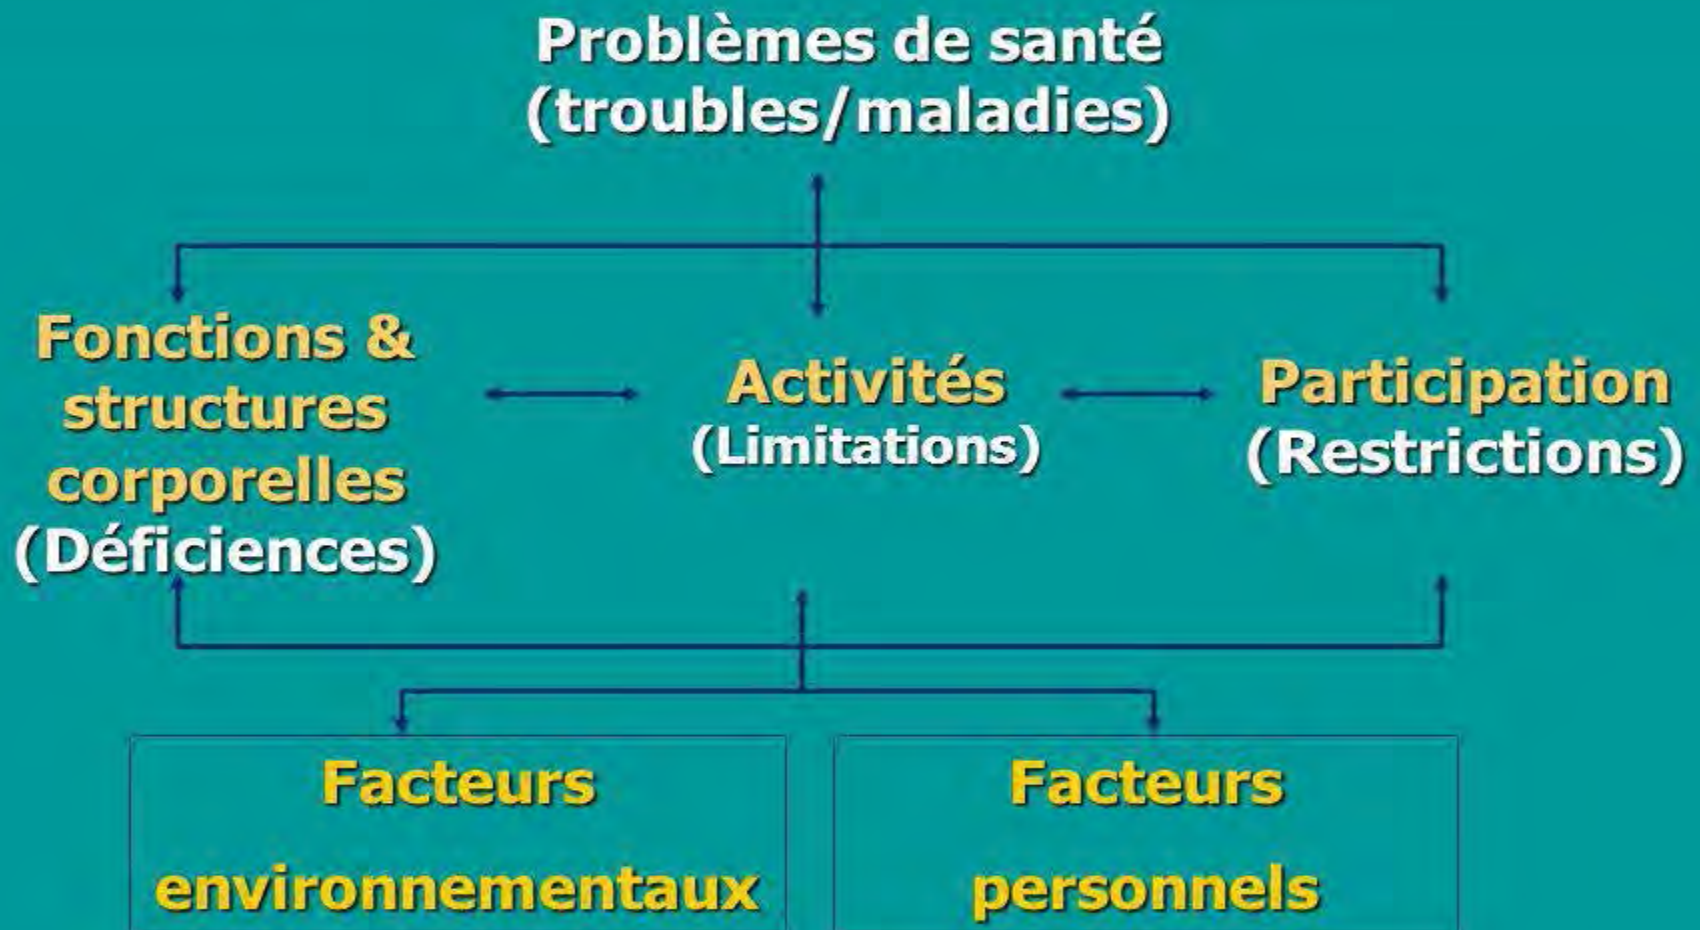 Problèmes de santé
(troubles/maladies)
Fonctions &
structures
corporelles
(Déficiences)
Activités
(Limitations)
Participation
(Restrictions)
Facteurs
environnementaux
Facteurs
personnels